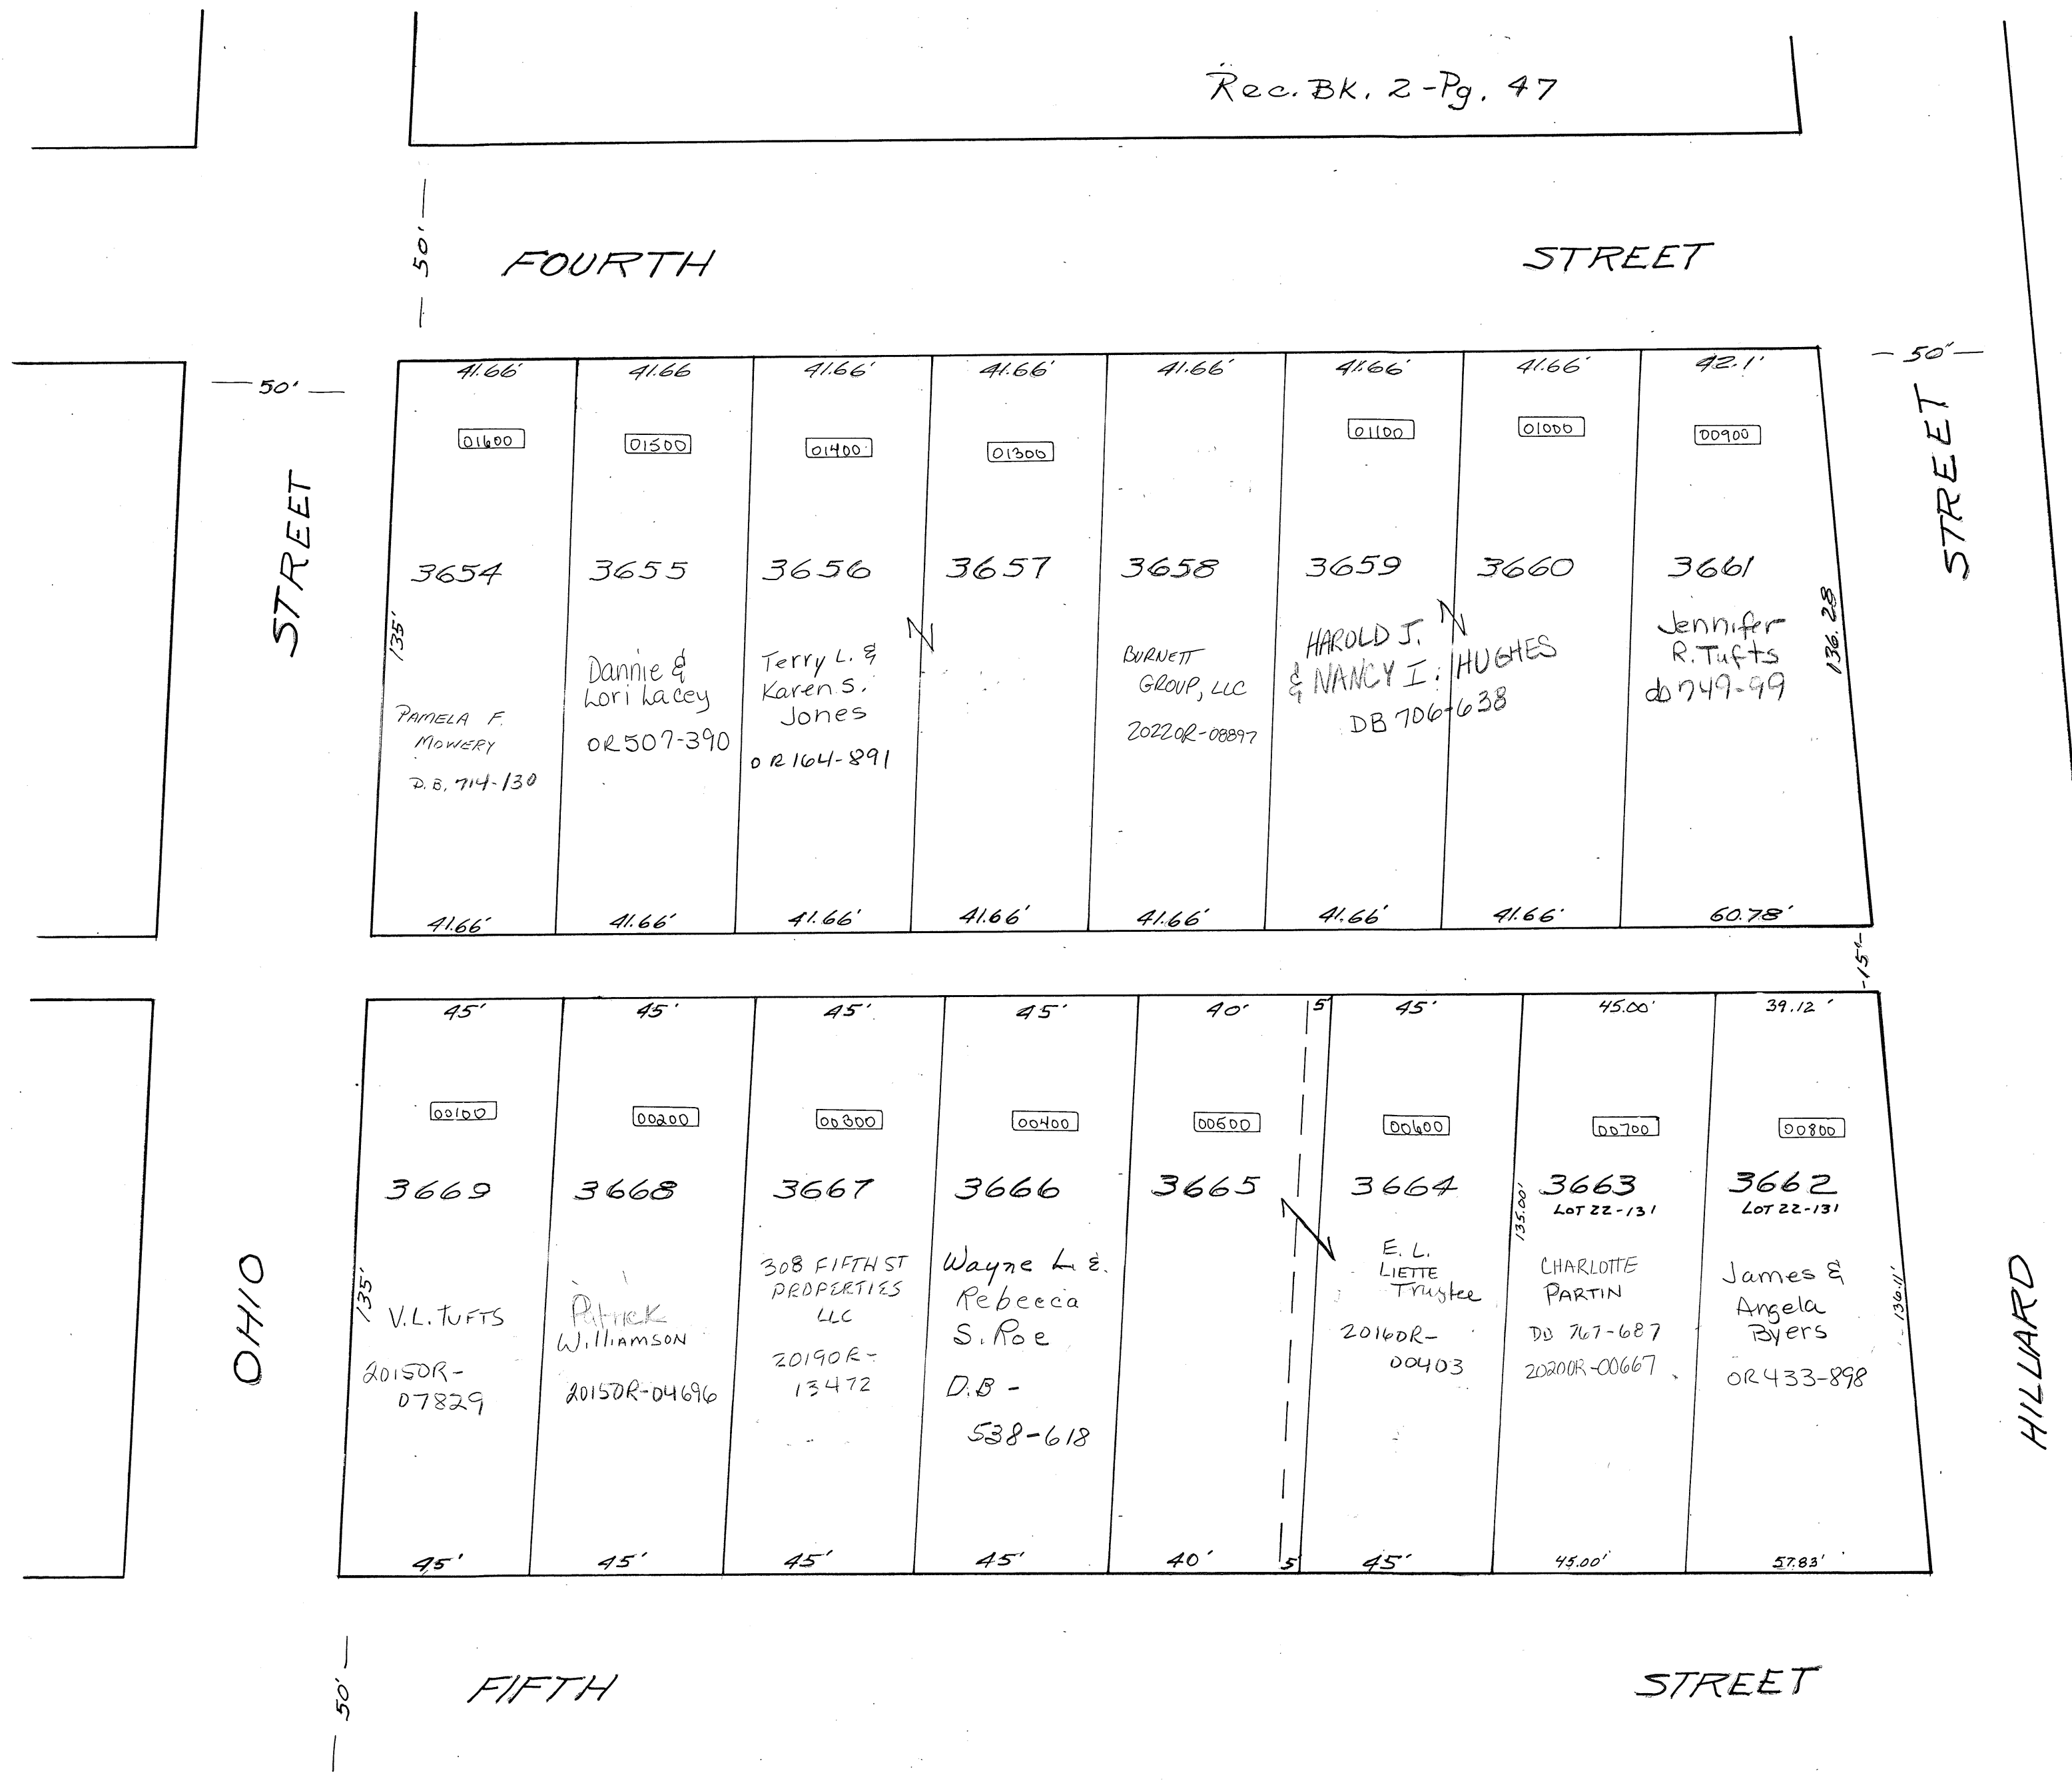 Rec. BK. 2-Pg. 47
50'
FOURTH STREET
50'
50'
STREET
STREET
41.66' 41.66 41.66' 41.66' 41.66' 41.66' 41.66' 42.1'
01600 01500 01400 01300 01100 01000 00900
3654 3655 3656 3657 3658 3659 3660 3661
135'
136.28
PAMELA F.
MOWERY
D.B. 714-130
Dannie &
Lori Lacey
OR 507-390
Terry L. &
Karen S.
Jones
OR 164-891
BURNETT
GROUP, LLC
2022OR-08897
HAROLD J.
& NANCY I. HUGHES
DB 706-638
Jennifer
R. Tufts
db 749-99
41.66' 41.66' 41.66' 41.66' 41.66' 41.66' 41.66' 60.78'
15'
45' 45' 45' 45' 40' 5' 45' 45.00' 39.12'
00100 00200 00300 00400 00500 00600 00700 00800
3669 3668 3667 3666 3665 3664 3663 3662
LOT 22-131 LOT 22-131
135'
135.00'
136.11'
V.L. TUFTS
2015OR-
07829
Patrick
WILLIAMSON
2015OR-04696
308 FIFTH ST
PROPERTIES
LLC
2019OR-
13472
Wayne L &
Rebecca
S. Roe
D.B -
538-618
E. L.
LIETTE
Trustee
2016OR-
00403
CHARLOTTE
PARTIN
DB 767-687
2020OR-00667
James &
Angela
Byers
OR 433-898
OHIO
HILLIARD
45' 45' 45' 45' 40' 5' 45' 45.00' 57.83'
50'
FIFTH STREET